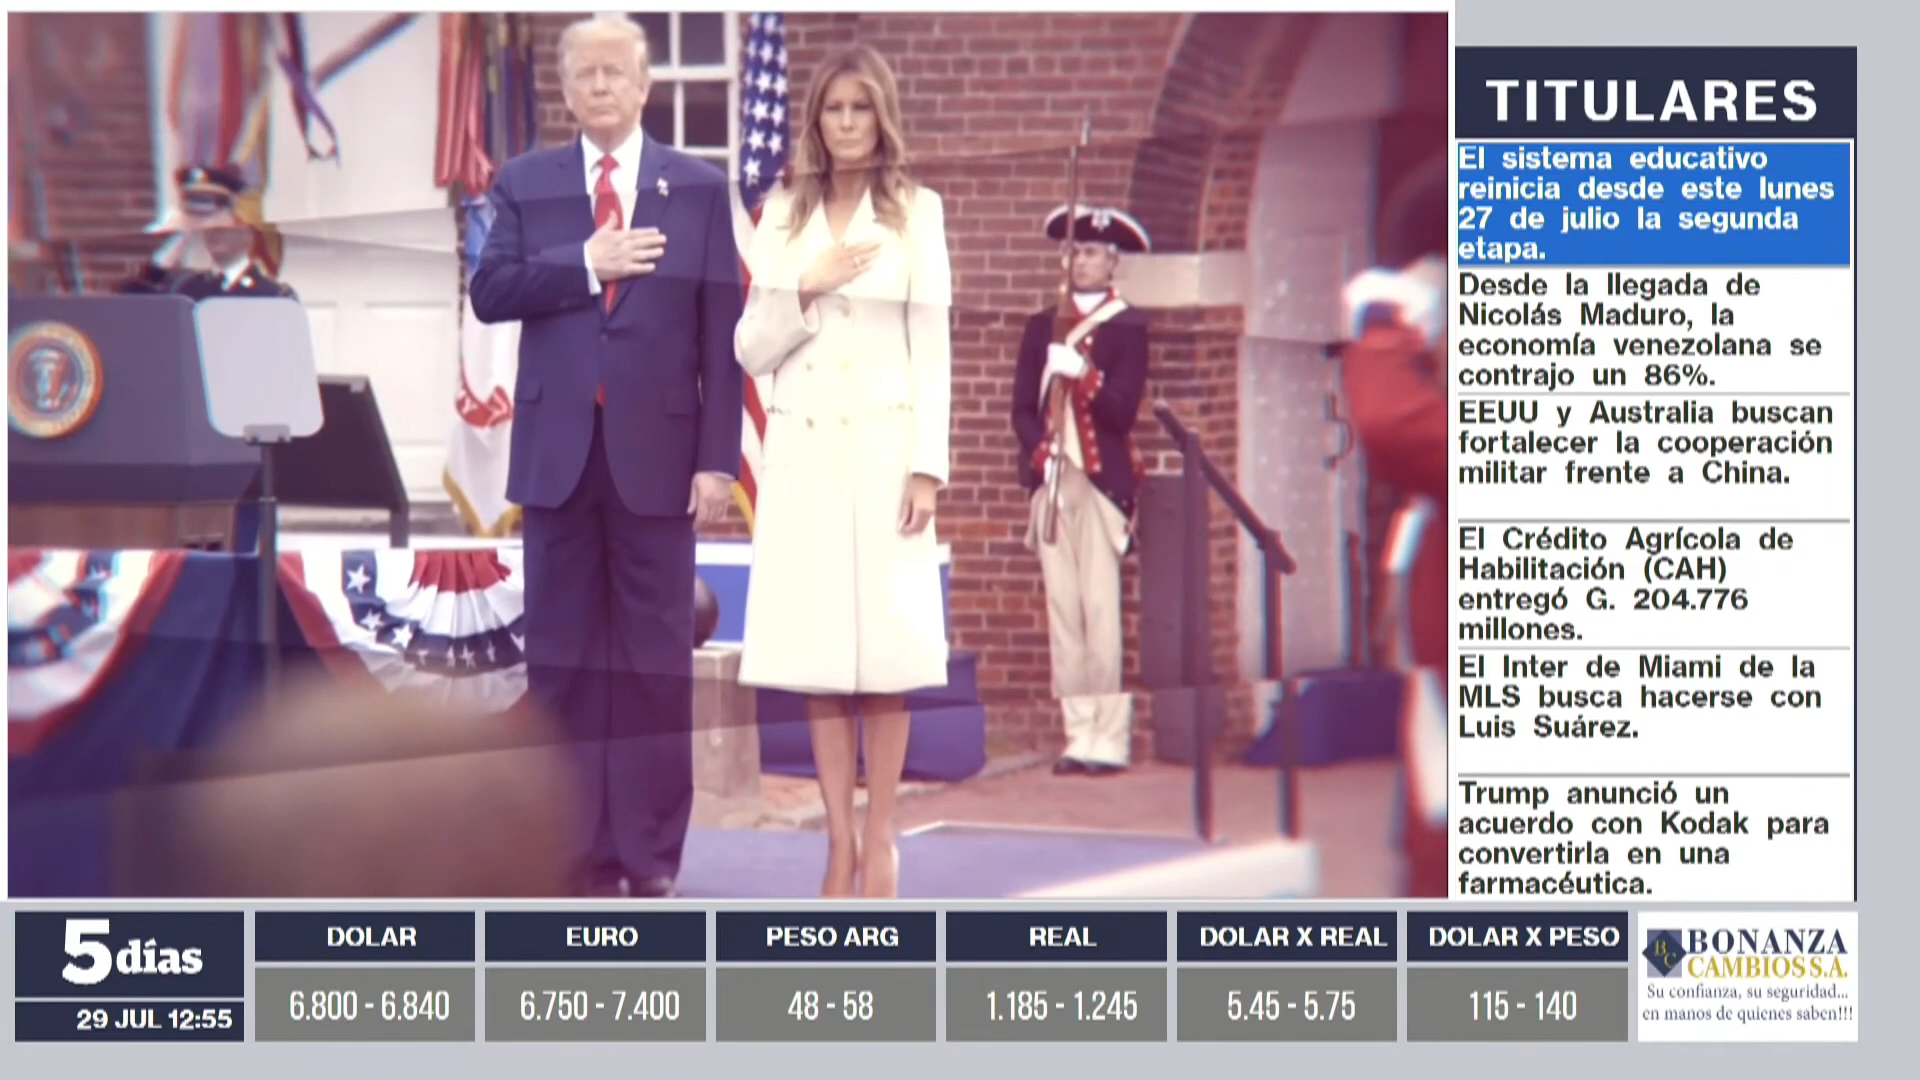 TITULARES
El sistema educativo
reinicia desde este lunes
27 de julio la segunda
etapa.
Desde la llegada de
Nicolás Maduro, la
economía venezolana se
contrajo un 86%.
EEUU y Australia buscan
fortalecer la cooperación
militar frente a China.
El Crédito Agrícola de
Habilitación (CAH)
entregó G. 204.776
millones.
El Inter de Miami de la
MLS busca hacerse con
Luis Suárez.
Trump anunció un
acuerdo con Kodak para
convertirla en una
farmacéutica.
5días
29 JUL 12:55
DOLAR
6.800 - 6.840
EURO
6.750 - 7.400
PESO ARG
48 - 58
REAL
1.185 - 1.245
DOLAR X REAL
5.45 - 5.75
DOLAR X PESO
115 - 140
BC
BONANZA
CAMBIOS S.A.
Su confianza, su seguridad...
en manos de quienes saben!!!